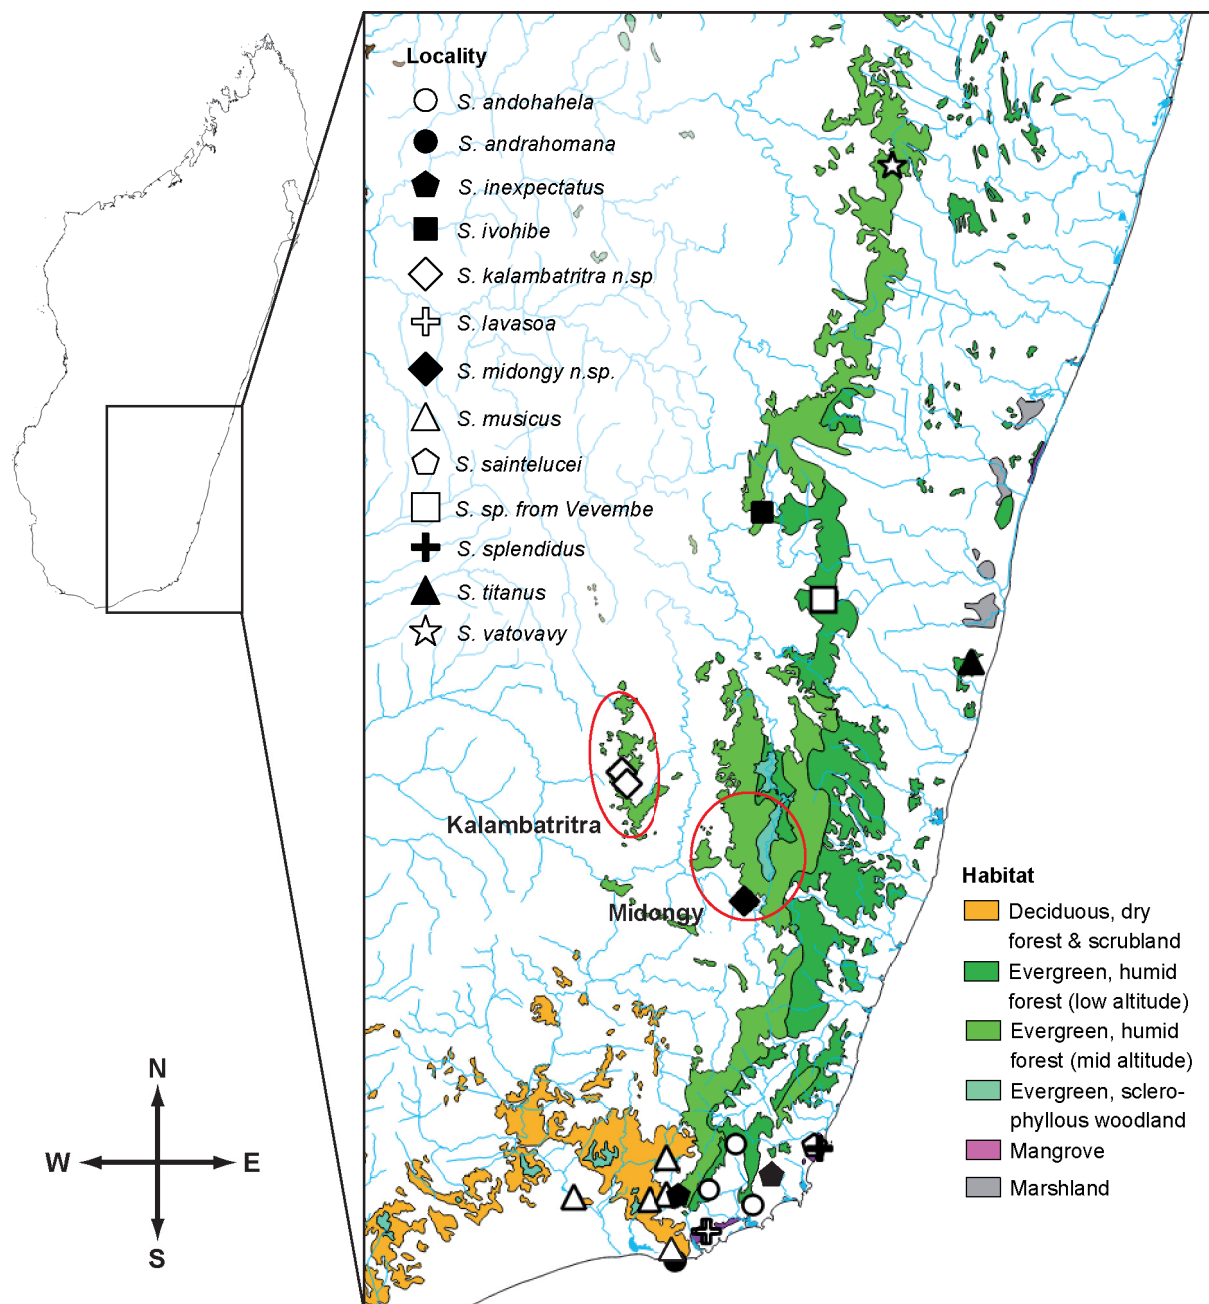 Locality
S. andohahela
S. andrahomana
S. inexpectatus
S. ivohibe
S. kalambatritra n.sp
S. lavasoa
S. midongy n.sp.
S. musicus
S. saintelucei
S. sp. from Vevembe
S. splendidus
S. titanus
S. vatovavy
Kalambatritra
Midongy
Habitat
Deciduous, dry
forest & scrubland
Evergreen, humid
forest (low altitude)
Evergreen, humid
forest (mid altitude)
Evergreen, sclero-
phyllous woodland
Mangrove
Marshland
N
W E
S